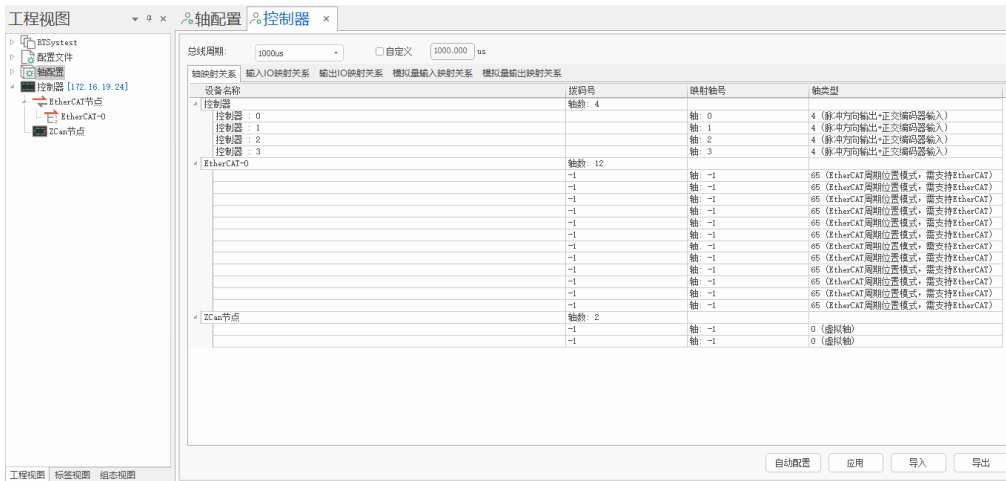 工程视图
RTSystest
配置文件
轴配置
控制器 [172.16.19.24]
EtherCAT节点
EtherCAT-0
ZCan节点
工程视图 标签视图 组态视图
轴配置 控制器 ×
总线周期: 1000us 自定义 1000.000 us
轴映射关系 输入IO映射关系 输出IO映射关系 模拟量输入映射关系 模拟量输出映射关系
设备名称 拨码号 映射轴号 轴类型
控制器 轴数: 4
控制器 : 0 轴: 0 4 (脉冲方向输出+正交编码器输入)
控制器 : 1 轴: 1 4 (脉冲方向输出+正交编码器输入)
控制器 : 2 轴: 2 4 (脉冲方向输出+正交编码器输入)
控制器 : 3 轴: 3 4 (脉冲方向输出+正交编码器输入)
EtherCAT-0 轴数: 12
-1 轴: -1 65 (EtherCAT周期位置模式, 需支持EtherCAT)
-1 轴: -1 65 (EtherCAT周期位置模式, 需支持EtherCAT)
-1 轴: -1 65 (EtherCAT周期位置模式, 需支持EtherCAT)
-1 轴: -1 65 (EtherCAT周期位置模式, 需支持EtherCAT)
-1 轴: -1 65 (EtherCAT周期位置模式, 需支持EtherCAT)
-1 轴: -1 65 (EtherCAT周期位置模式, 需支持EtherCAT)
-1 轴: -1 65 (EtherCAT周期位置模式, 需支持EtherCAT)
-1 轴: -1 65 (EtherCAT周期位置模式, 需支持EtherCAT)
-1 轴: -1 65 (EtherCAT周期位置模式, 需支持EtherCAT)
-1 轴: -1 65 (EtherCAT周期位置模式, 需支持EtherCAT)
-1 轴: -1 65 (EtherCAT周期位置模式, 需支持EtherCAT)
-1 轴: -1 65 (EtherCAT周期位置模式, 需支持EtherCAT)
ZCan节点 轴数: 2
-1 轴: -1 0 (虚拟轴)
-1 轴: -1 0 (虚拟轴)
自动配置 应用 导入 导出